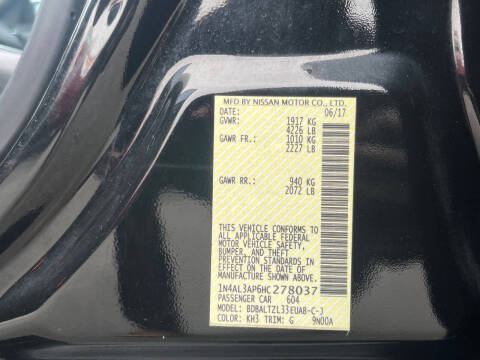 MFD BY NISSAN MOTOR CO., LTD.
DATE: 06/17
GVWR: 1917 KG
4226 LB
GAWR FR.: 1010 KG
2227 LB
GAWR RR.: 940 KG
2072 LB
THIS VEHICLE CONFORMS TO
ALL APPLICABLE FEDERAL
MOTOR VEHICLE SAFETY,
BUMPER, AND THEFT
PREVENTION STANDARDS IN
EFFECT ON THE DATE OF
MANUFACTURE SHOWN ABOVE.
1N4AL3AP6HC278037
PASSENGER CAR 604
MODEL: BDBALTZL33EUA8-C-J
COLOR: KH3 TRIM: G 9N00A